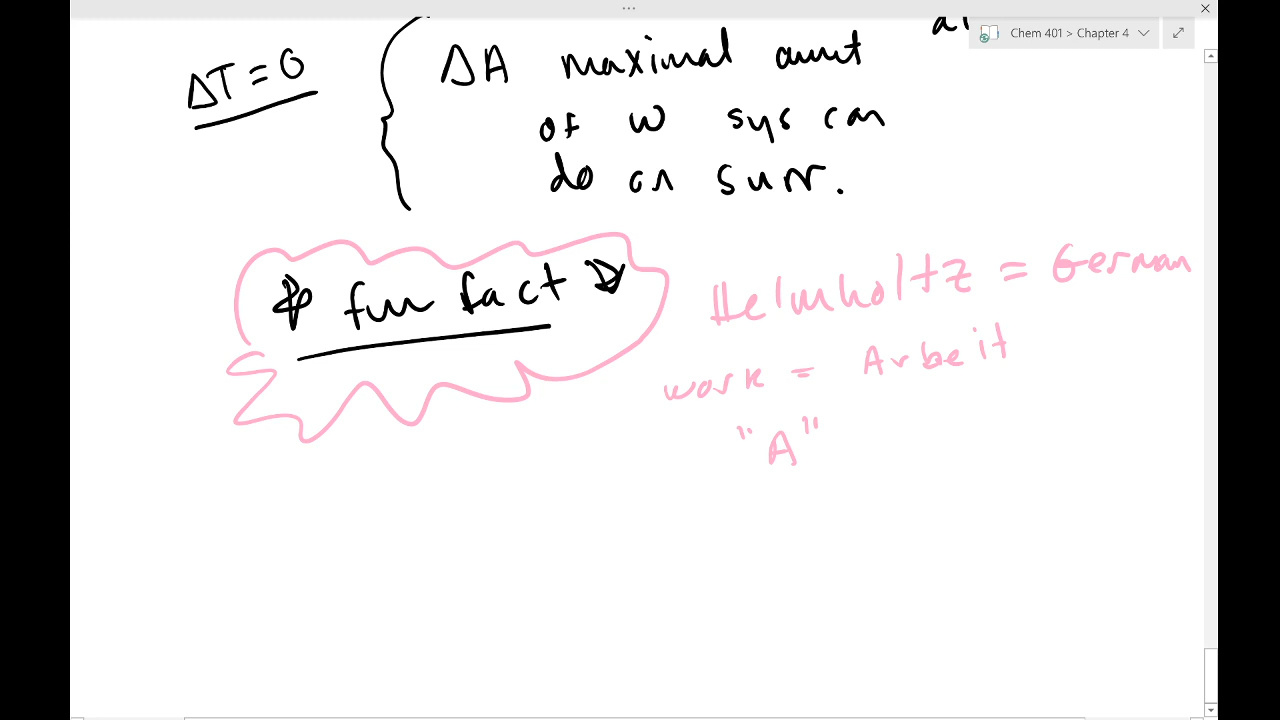 Chem 401 > Chapter 4
ΔT = 0
ΔA maximal amnt
of w sys can
do on surr.
* fun fact *
Helmholtz = German
work = Arbeit
"A"